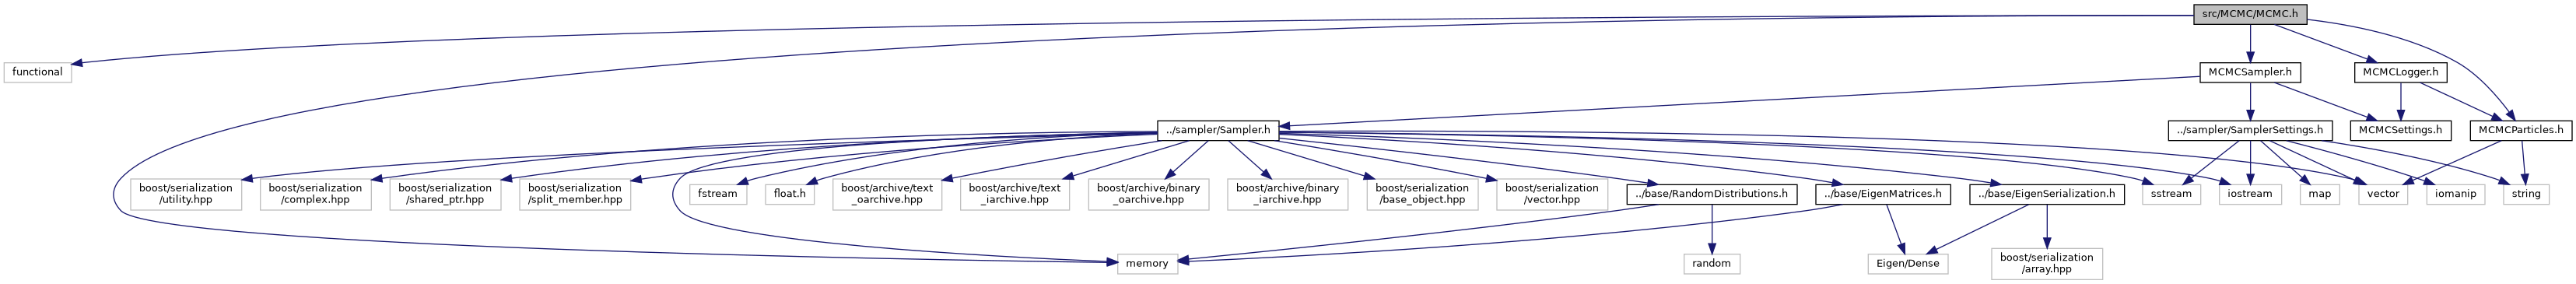 src/MCMC/MCMC.h
functional
MCMCSampler.h
MCMCLogger.h
../sampler/Sampler.h
../sampler/SamplerSettings.h
MCMCSettings.h
MCMCParticles.h
boost/serialization
/utility.hpp
boost/serialization
/complex.hpp
boost/serialization
/shared_ptr.hpp
boost/serialization
/split_member.hpp
fstream
float.h
boost/archive/text
_oarchive.hpp
boost/archive/text
_iarchive.hpp
boost/archive/binary
_oarchive.hpp
boost/archive/binary
_iarchive.hpp
boost/serialization
/base_object.hpp
boost/serialization
/vector.hpp
../base/RandomDistributions.h
../base/EigenMatrices.h
../base/EigenSerialization.h
sstream
iostream
map
vector
iomanip
string
memory
random
Eigen/Dense
boost/serialization
/array.hpp